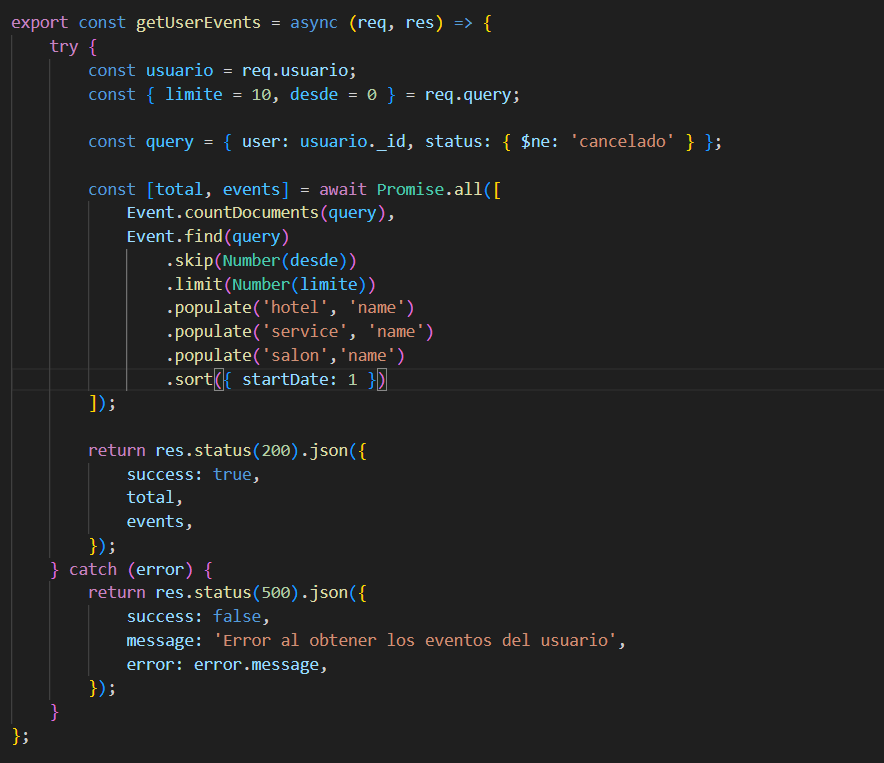 export const getUserEvents = async (req, res) => {
    try {
        const usuario = req.usuario;
        const { limite = 10, desde = 0 } = req.query;

        const query = { user: usuario._id, status: { $ne: 'cancelado' } };

        const [total, events] = await Promise.all([
            Event.countDocuments(query),
            Event.find(query)
                .skip(Number(desde))
                .limit(Number(limite))
                .populate('hotel', 'name')
                .populate('service', 'name')
                .populate('salon','name')
                .sort({ startDate: 1 })
        ]);

        return res.status(200).json({
            success: true,
            total,
            events,
        });
    } catch (error) {
        return res.status(500).json({
            success: false,
            message: 'Error al obtener los eventos del usuario',
            error: error.message,
        });
    }
};